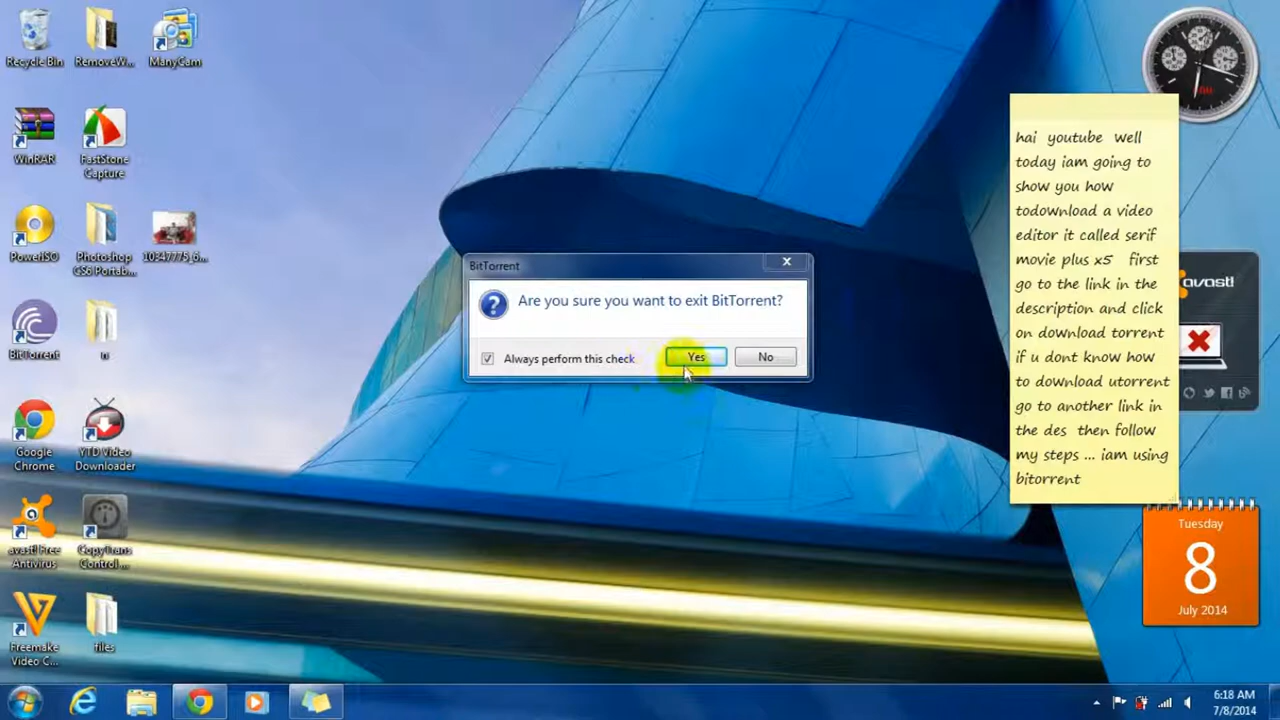 Recycle Bin
RemoveW...
ManyCam
WinRAR
FastStone
Capture
PowerISO
Photoshop
CS6 Portab...
10347775_6...
BitTorrent
n
Google
Chrome
YTD Video
Downloader
avast! Free
Antivirus
CopyTrans
Control ...
Freemake
Video C...
files
BitTorrent
Are you sure you want to exit BitTorrent?
Always perform this check
Yes
No
hai youtube well
today iam going to
show you how
todownload a video
editor it called serif
movie plus x5 first
go to the link in the
description and click
on download torrent
if u dont know how
to download utorrent
go to another link in
the des then follow
my steps ... iam using
bitorrent
avast!
Tuesday
8
July 2014
6:18 AM
7/8/2014